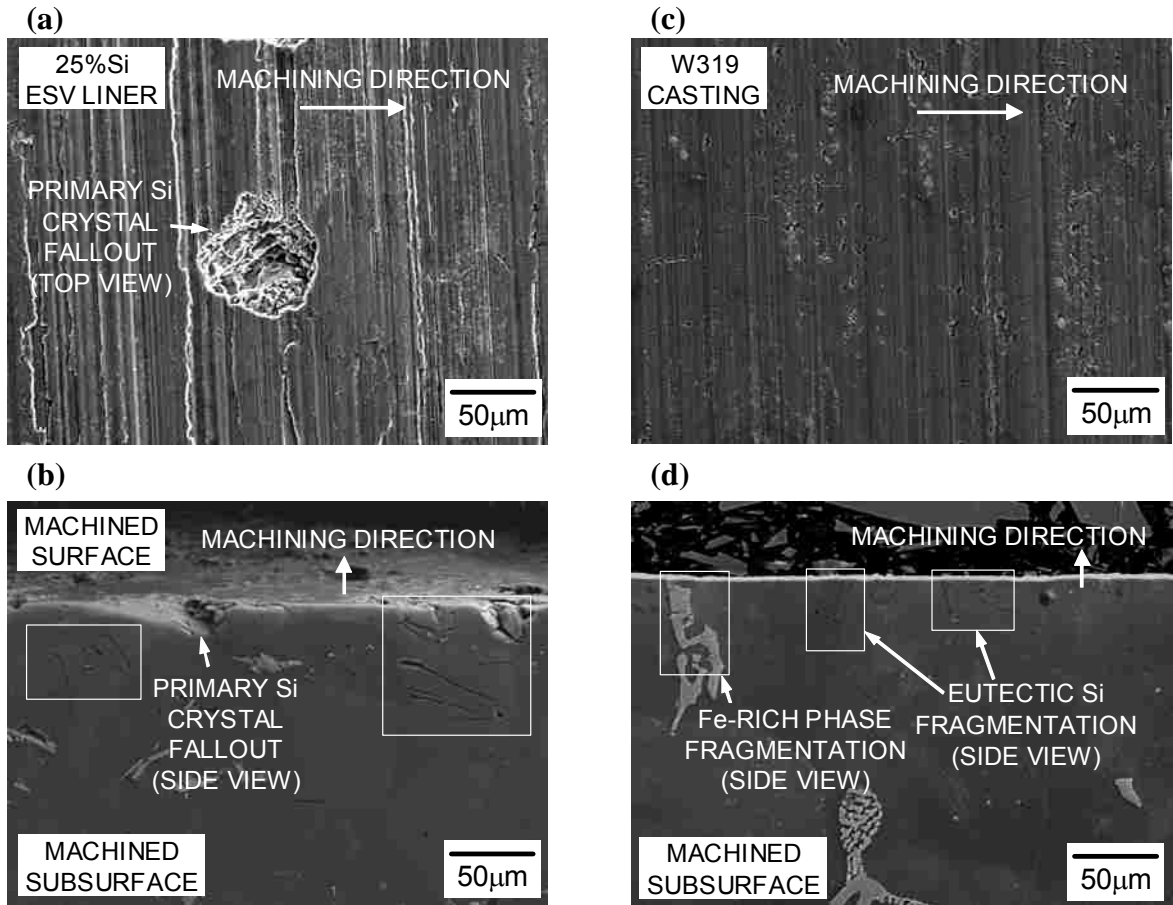 (a)
25%Si
ESV LINER
MACHINING DIRECTION
PRIMARY Si
CRYSTAL
FALLOUT
(TOP VIEW)
50μm
(c)
W319
CASTING
MACHINING DIRECTION
50μm
(b)
MACHINED
SURFACE
MACHINING DIRECTION
PRIMARY Si
CRYSTAL
FALLOUT
(SIDE VIEW)
MACHINED
SUBSURFACE
50μm
(d)
MACHINING DIRECTION
Fe-RICH PHASE
FRAGMENTATION
(SIDE VIEW)
EUTECTIC Si
FRAGMENTATION
(SIDE VIEW)
MACHINED
SUBSURFACE
50μm